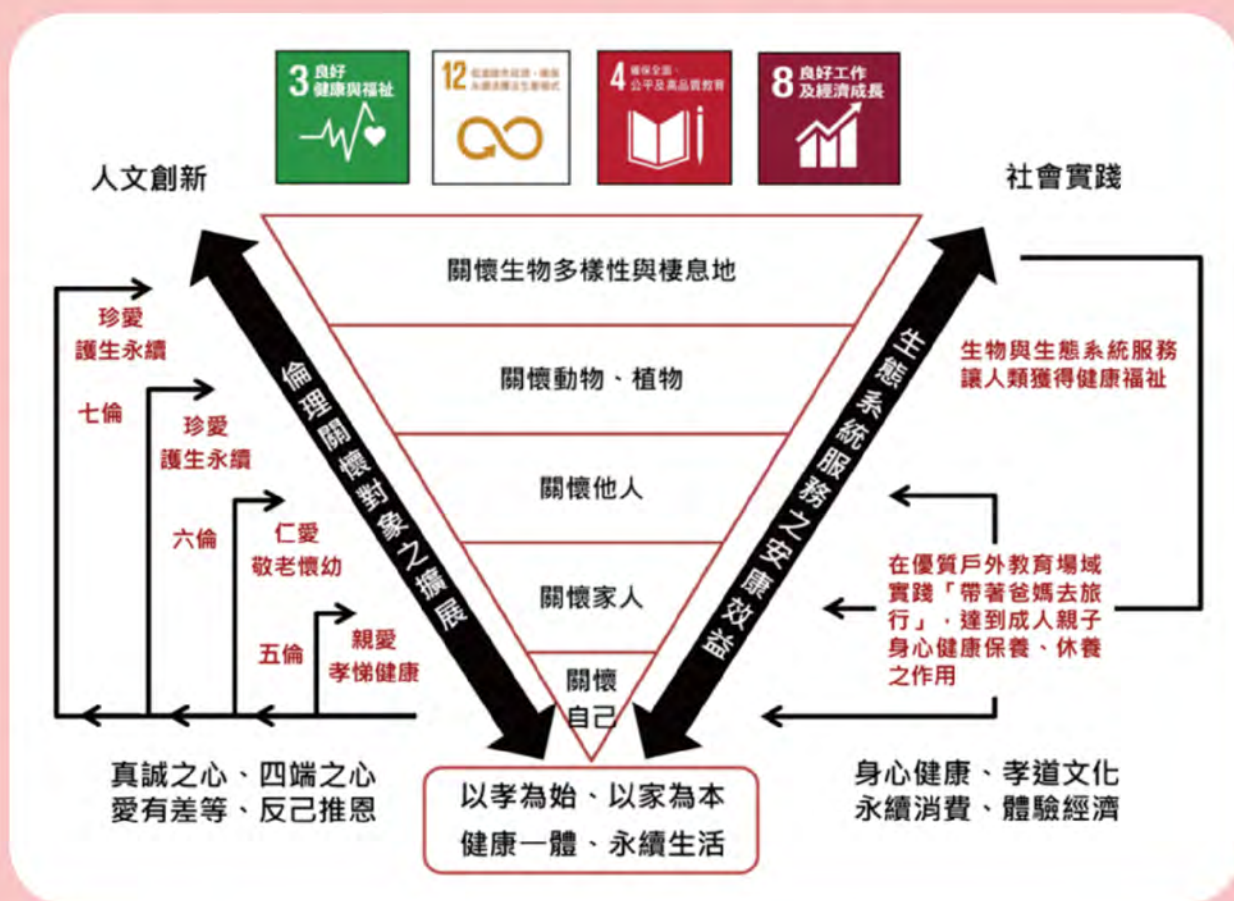 3 良好
健康與福祉
12
4 確保全面、
公平及高品質教育
8 良好工作
及經濟成長
人文創新
社會實踐
關懷生物多樣性與棲息地
關懷動物、植物
關懷他人
關懷家人
關懷
自己
倫理關懷對象之擴展
生態系統服務之安康效益
珍愛
護生永續
七倫
珍愛
護生永續
六倫
仁愛
敬老懷幼
五倫
親愛
孝悌健康
生物與生態系統服務
讓人類獲得健康福祉
在優質戶外教育場域
實踐「帶著爸媽去旅
行」，達到成人親子
身心健康保養、休養
之作用
真誠之心、四端之心
愛有差等、反己推恩
以孝為始、以家為本
健康一體、永續生活
身心健康、孝道文化
永續消費、體驗經濟